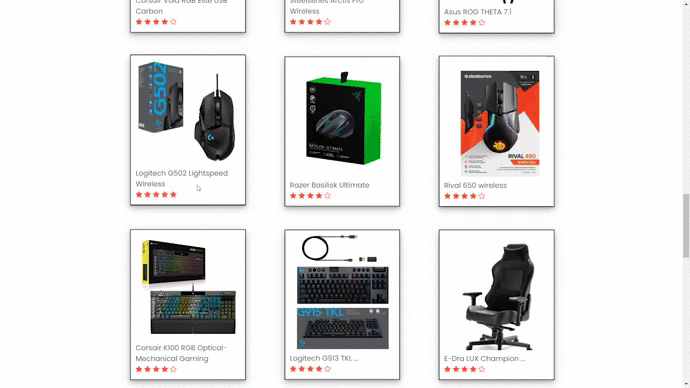 Corsair Void RGB Elite USB
Carbon
Steelseries Arctis Pro
Wireless
Asus ROG THETA 7.1
G502
Logitech G502 Lightspeed
Wireless
Razer Basilisk Ultimate
steelseries
RIVAL 650
Rival 650 wireless
Corsair K100 RGB Optical-
Mechanical Gaming
G915 TKL
Logitech G913 TKL ...
E-Dra LUX Champion ...